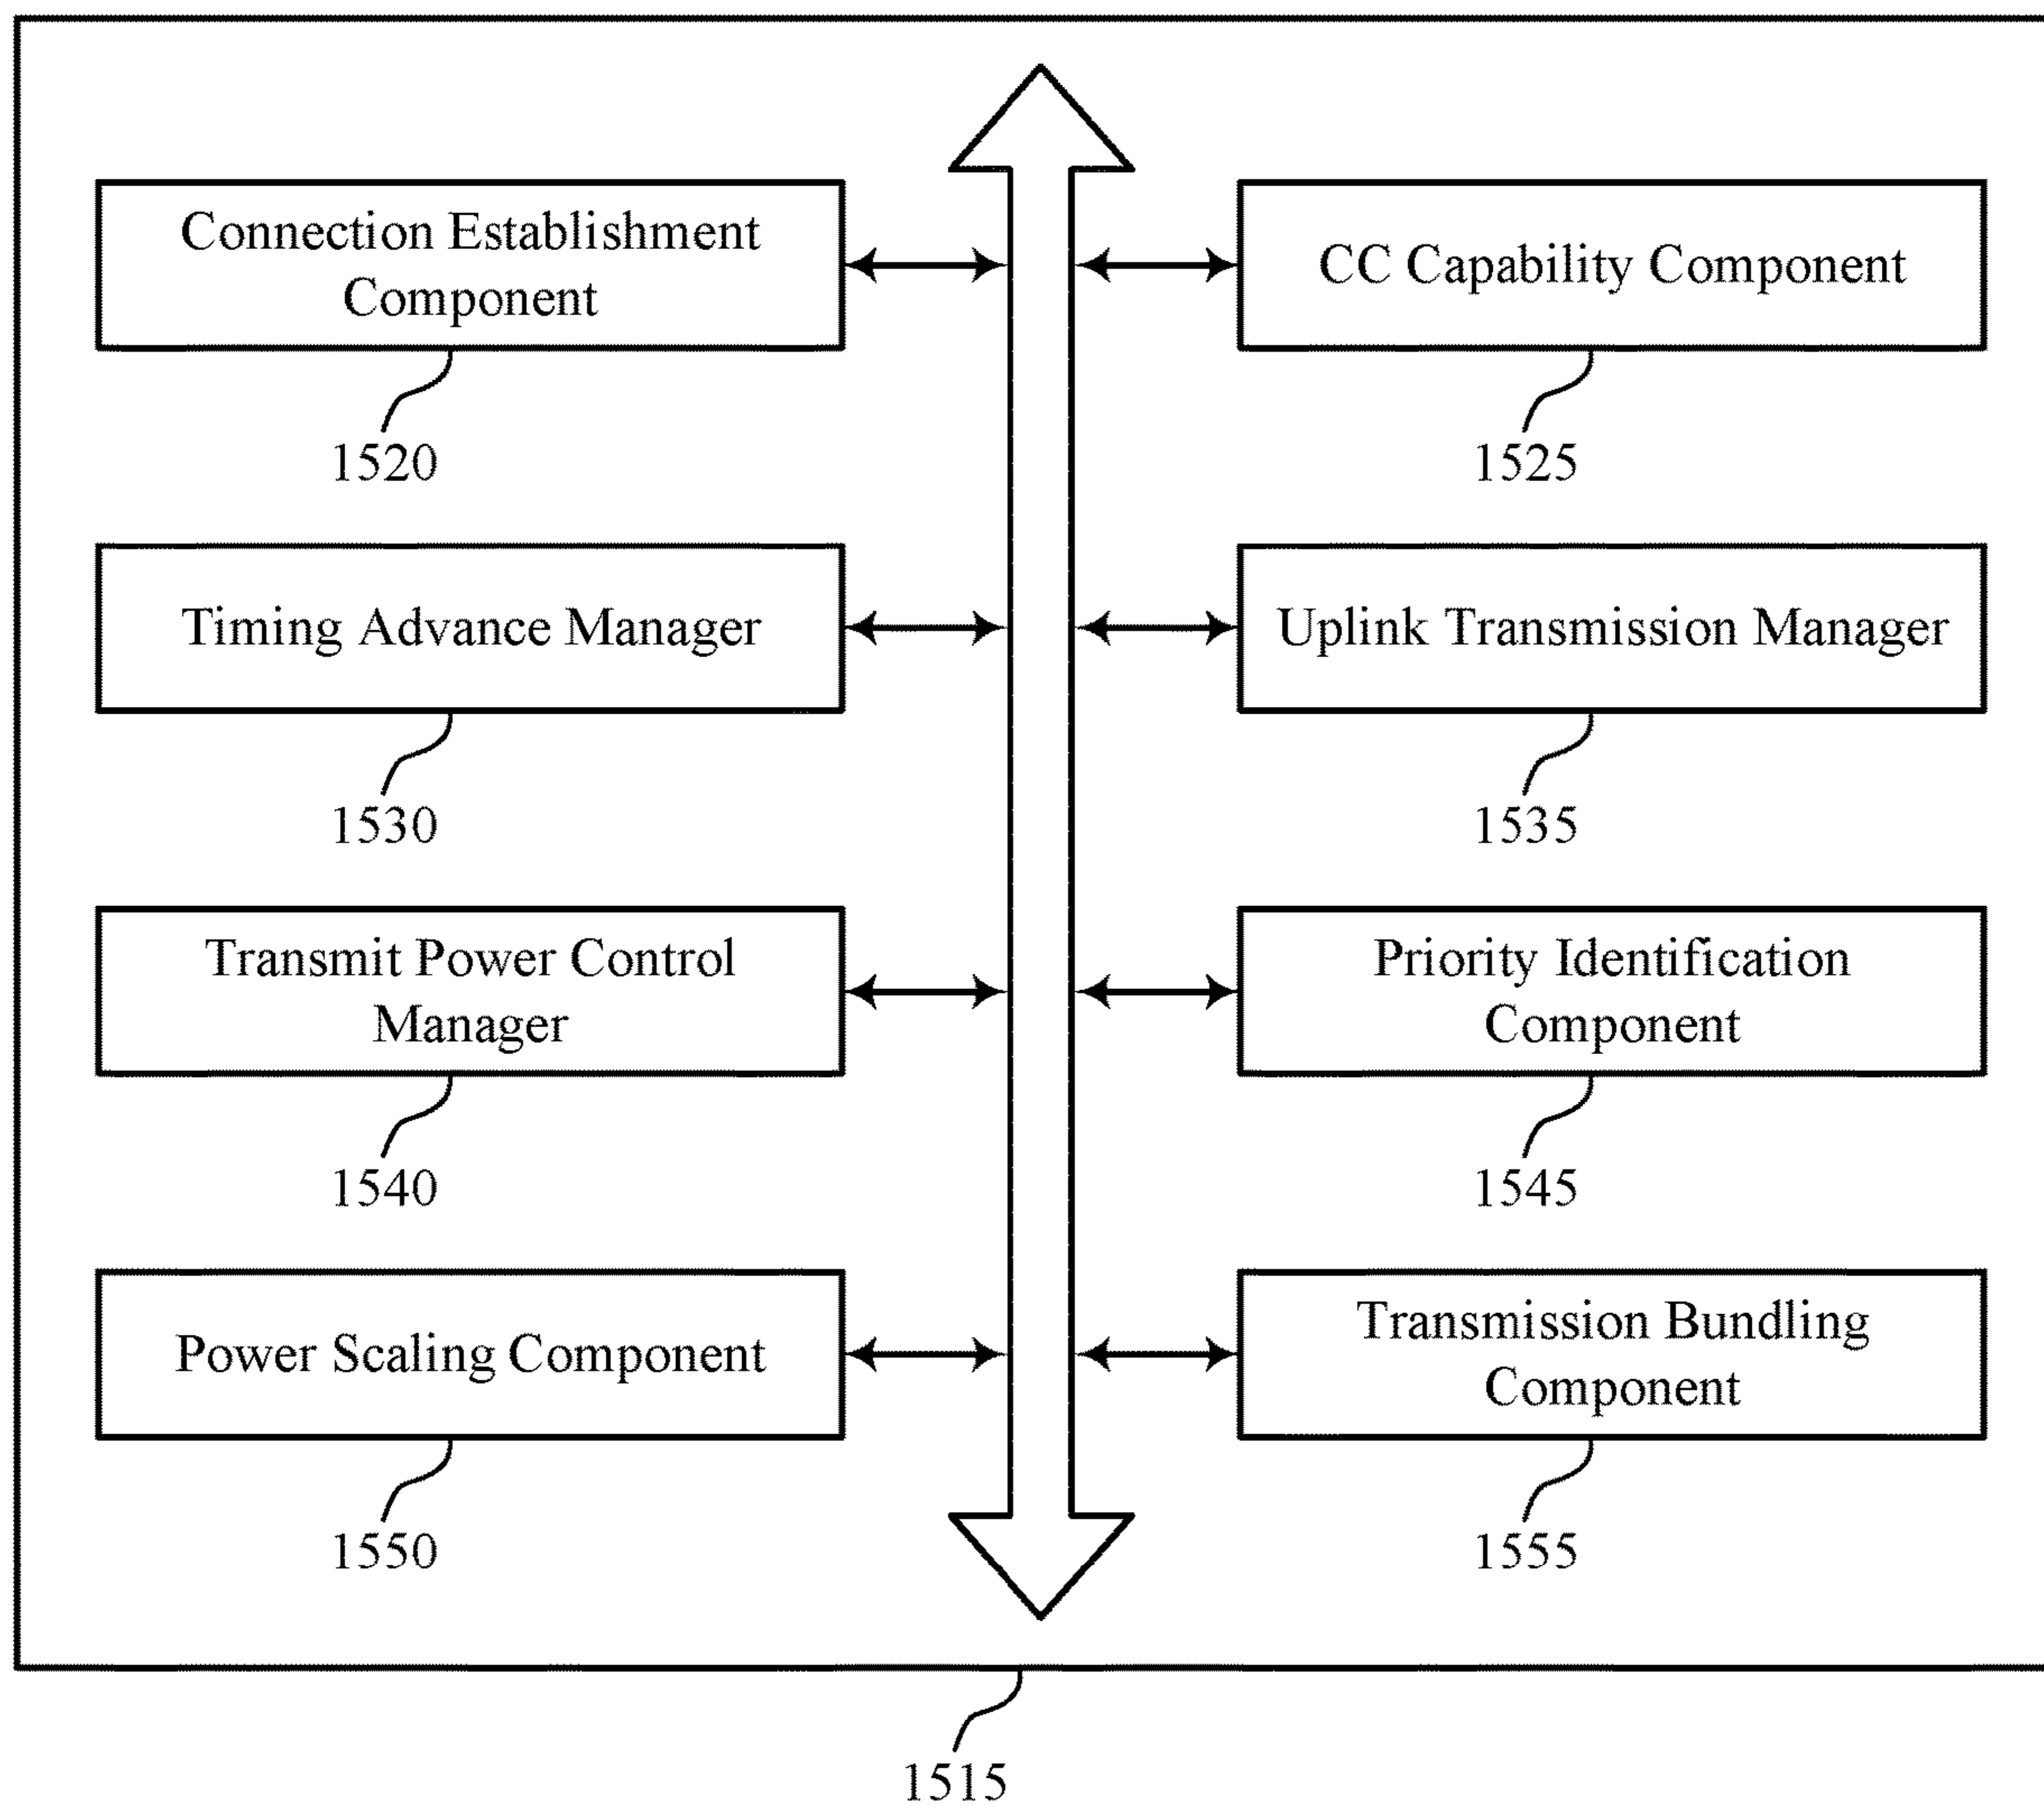 Connection Establishment
Component
1520
CC Capability Component
1525
Timing Advance Manager
1530
Uplink Transmission Manager
1535
Transmit Power Control
Manager
1540
Priority Identification
Component
1545
Power Scaling Component
1550
Transmission Bundling
Component
1555
1515